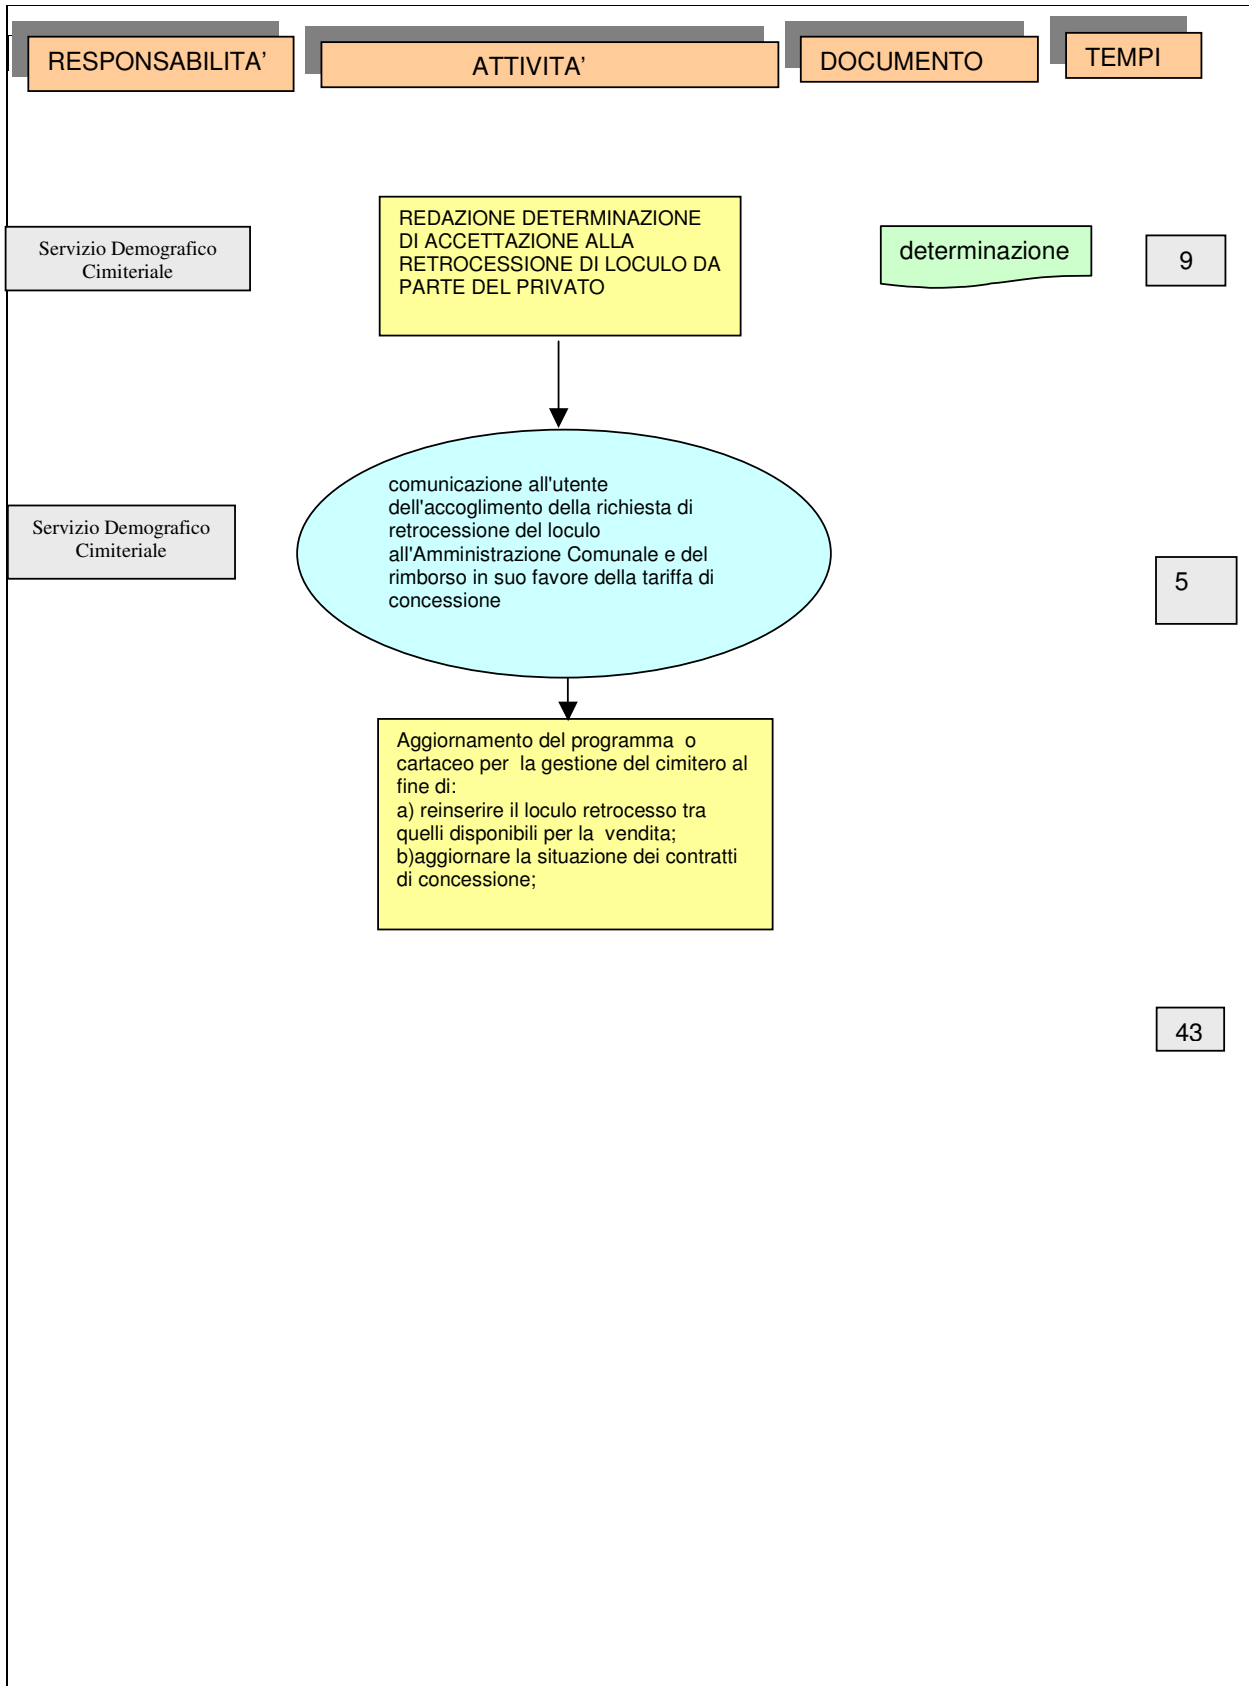 RESPONSABILITA’
ATTIVITA’
DOCUMENTO
TEMPI
Servizio Demografico
Cimiteriale
REDAZIONE DETERMINAZIONE
DI ACCETTAZIONE ALLA
RETROCESSIONE DI LOCULO DA
PARTE DEL PRIVATO
determinazione
9
Servizio Demografico
Cimiteriale
comunicazione all'utente
dell'accoglimento della richiesta di
retrocessione del loculo
all'Amministrazione Comunale e del
rimborso in suo favore della tariffa di
concessione
5
Aggiornamento del programma o
cartaceo per la gestione del cimitero al
fine di:
a) reinserire il loculo retrocesso tra
quelli disponibili per la vendita;
b)aggiornare la situazione dei contratti
di concessione;
43